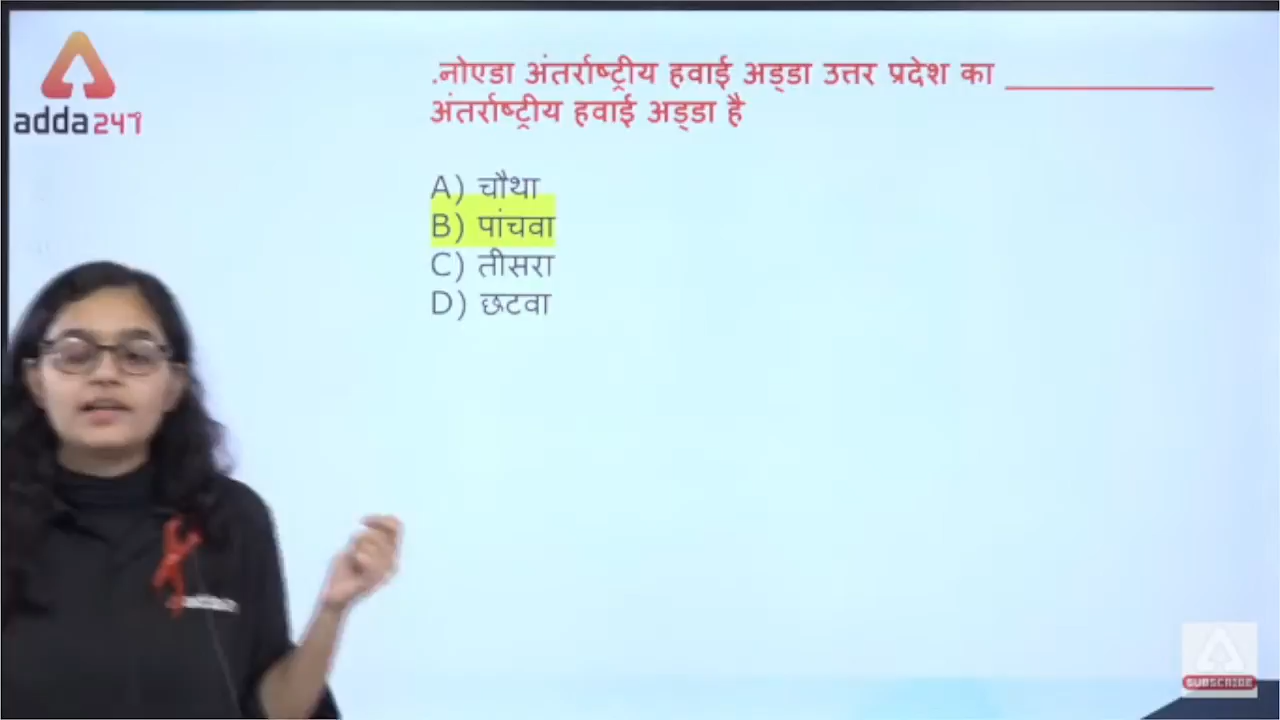 adda247
.नोएडा अंतर्राष्ट्रीय हवाई अड्डा उत्तर प्रदेश का ____________
अंतर्राष्ट्रीय हवाई अड्डा है
A) चौथा
B) पांचवा
C) तीसरा
D) छटवा
SUBSCRIBE